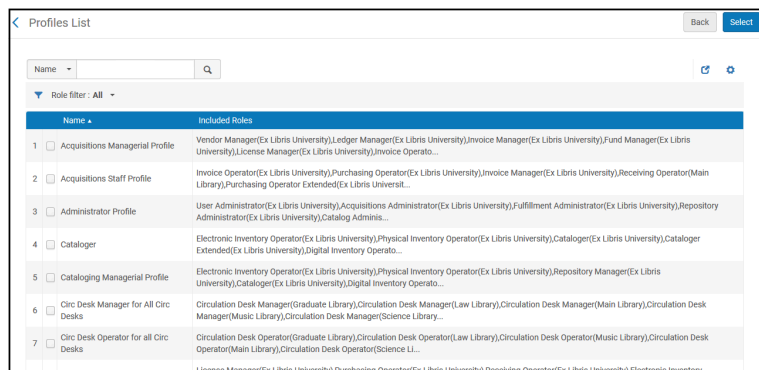 Profiles List
Back
Select
Name
Role filter : All
Name
Included Roles
1
Acquisitions Managerial Profile
Vendor Manager(Ex Libris University),Ledger Manager(Ex Libris University),Invoice Manager(Ex Libris University),Fund Manager(Ex Libris
University),License Manager(Ex Libris University),Invoice Operato...
2
Acquisitions Staff Profile
Invoice Operator(Ex Libris University),Purchasing Operator(Ex Libris University),Invoice Manager(Ex Libris University),Receiving Operator(Main
Library),Purchasing Operator Extended(Ex Libris Universit...
3
Administrator Profile
User Administrator(Ex Libris University),Acquisitions Administrator(Ex Libris University),Fulfillment Administrator(Ex Libris University),Repository
Administrator(Ex Libris University),Catalog Adminis...
4
Cataloger
Electronic Inventory Operator(Ex Libris University),Physical Inventory Operator(Ex Libris University),Cataloger(Ex Libris University),Cataloger
Extended(Ex Libris University),Digital Inventory Operato...
5
Cataloging Managerial Profile
Electronic Inventory Operator(Ex Libris University),Physical Inventory Operator(Ex Libris University),Repository Manager(Ex Libris
University),Cataloger(Ex Libris University),Digital Inventory Operato...
6
Circ Desk Manager for All Circ
Desks
Circulation Desk Manager(Graduate Library),Circulation Desk Manager(Law Library),Circulation Desk Manager(Main Library),Circulation Desk
Manager(Music Library),Circulation Desk Manager(Science Library...
7
Circ Desk Operator for all Circ
Desks
Circulation Desk Operator(Graduate Library),Circulation Desk Operator(Law Library),Circulation Desk Operator(Music Library),Circulation Desk
Operator(Main Library),Circulation Desk Operator(Science Li...